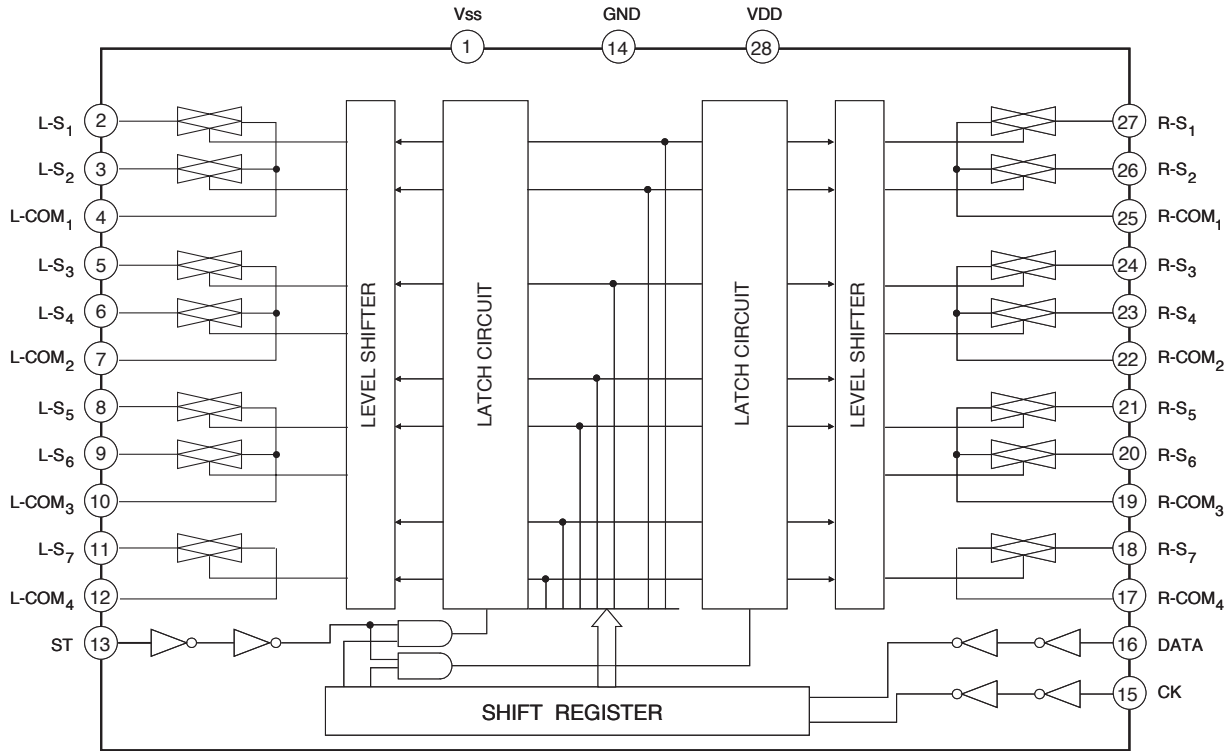 Vss GND VDD
1 14 28
L-S1 2 27 R-S1
L-S2 3 26 R-S2
L-COM1 4 25 R-COM1
L-S3 5 24 R-S3
L-S4 6 23 R-S4
L-COM2 7 22 R-COM2
L-S5 8 21 R-S5
L-S6 9 20 R-S6
L-COM3 10 19 R-COM3
L-S7 11 18 R-S7
L-COM4 12 17 R-COM4
LEVEL SHIFTER
LATCH CIRCUIT
LATCH CIRCUIT
LEVEL SHIFTER
ST 13 16 DATA
15 CK
SHIFT REGISTER